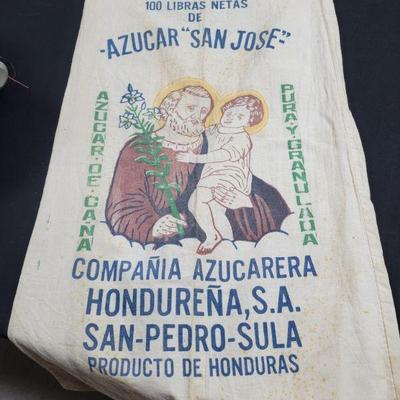 100 LIBRAS NETAS
DE
-AZUCAR "SAN JOSE"-
AZUCAR·DE·CAÑA
PURA·Y·GRANULADA
COMPAÑIA AZUCARERA
HONDUREÑA, S.A.
SAN-PEDRO-SULA
PRODUCTO DE HONDURAS